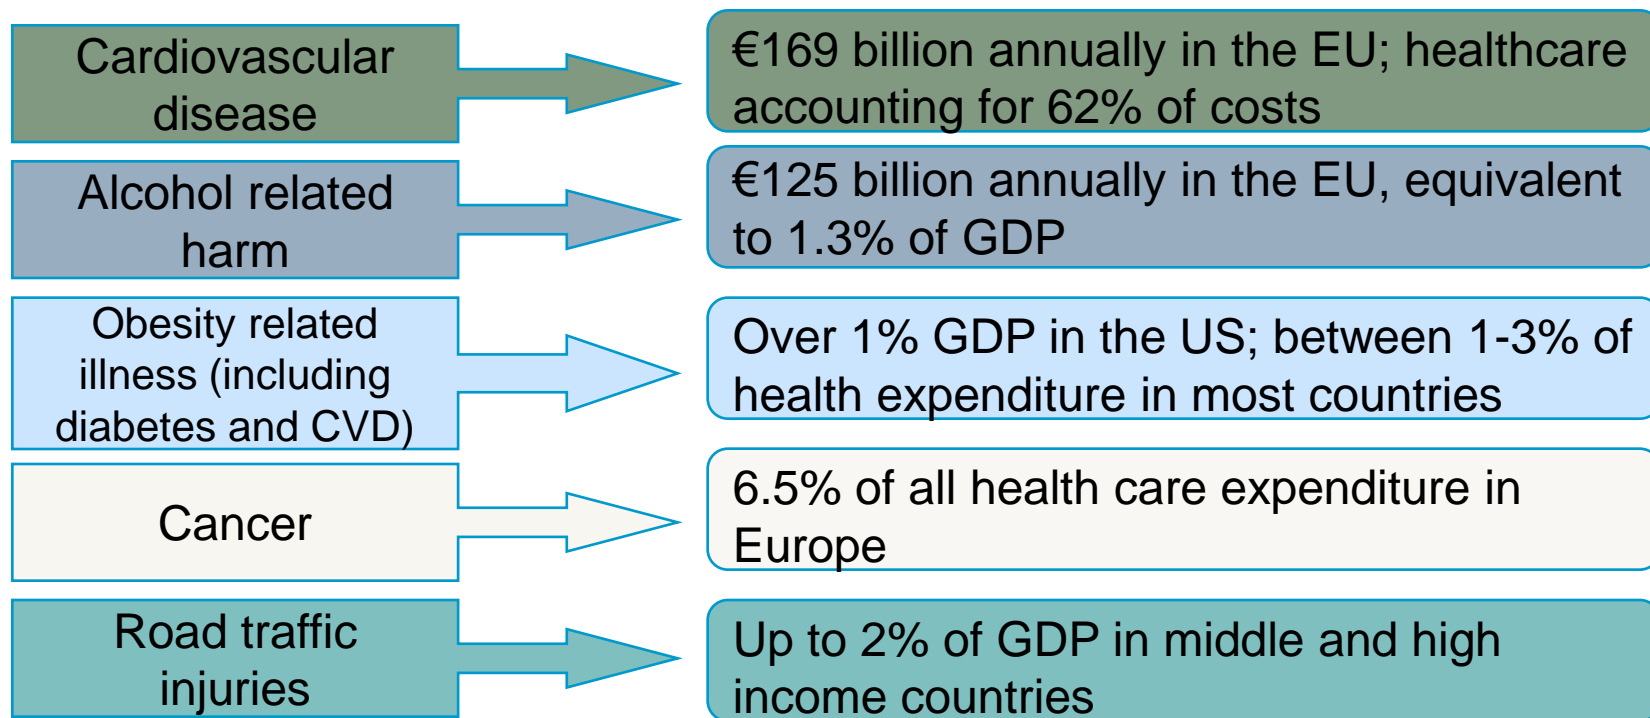 Cardiovascular
disease
€169 billion annually in the EU; healthcare
accounting for 62% of costs
Alcohol related
harm
€125 billion annually in the EU, equivalent
to 1.3% of GDP
Obesity related
illness (including
diabetes and CVD)
Over 1% GDP in the US; between 1-3% of
health expenditure in most countries
Cancer
6.5% of all health care expenditure in
Europe
Road traffic
injuries
Up to 2% of GDP in middle and high
income countries